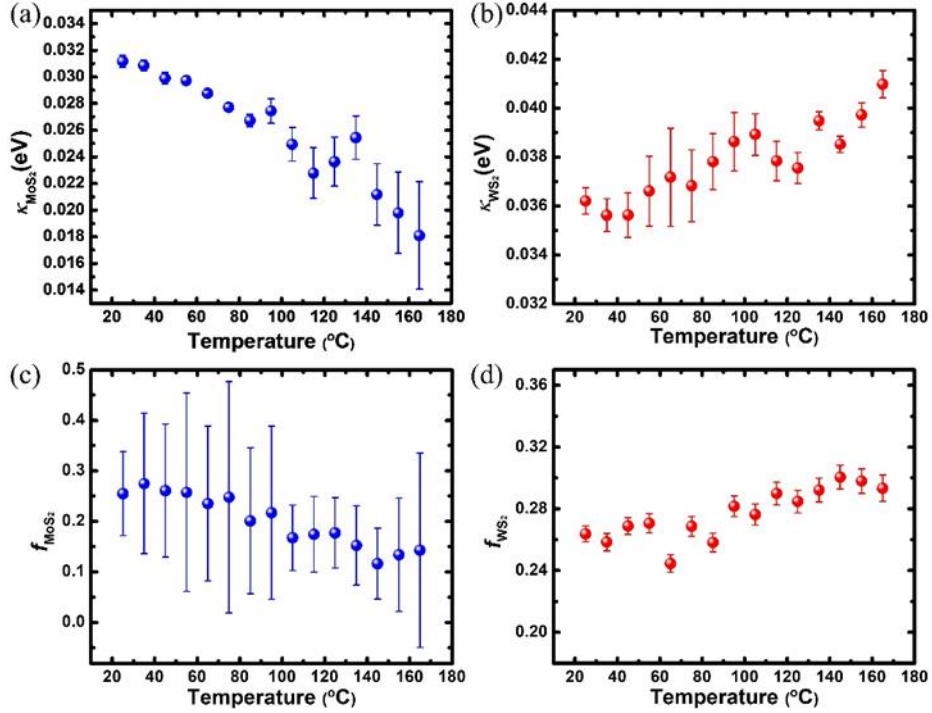 (a)
κMoS₂(eV)
0.032
0.030
0.028
0.026
0.024
0.022
0.020
0.018
0.016
0.014
20 40 60 80 100 120 140 160 180
Temperature (°C)
(b)
κWS₂(eV)
0.044
0.042
0.040
0.038
0.036
0.034
0.032
20 40 60 80 100 120 140 160 180
Temperature (°C)
(c)
fMoS₂
0.5
0.4
0.3
0.2
0.1
0.0
20 40 60 80 100 120 140 160 180
Temperature (°C)
(d)
fWS₂
0.36
0.32
0.28
0.24
0.20
20 40 60 80 100 120 140 160 180
Temperature (°C)